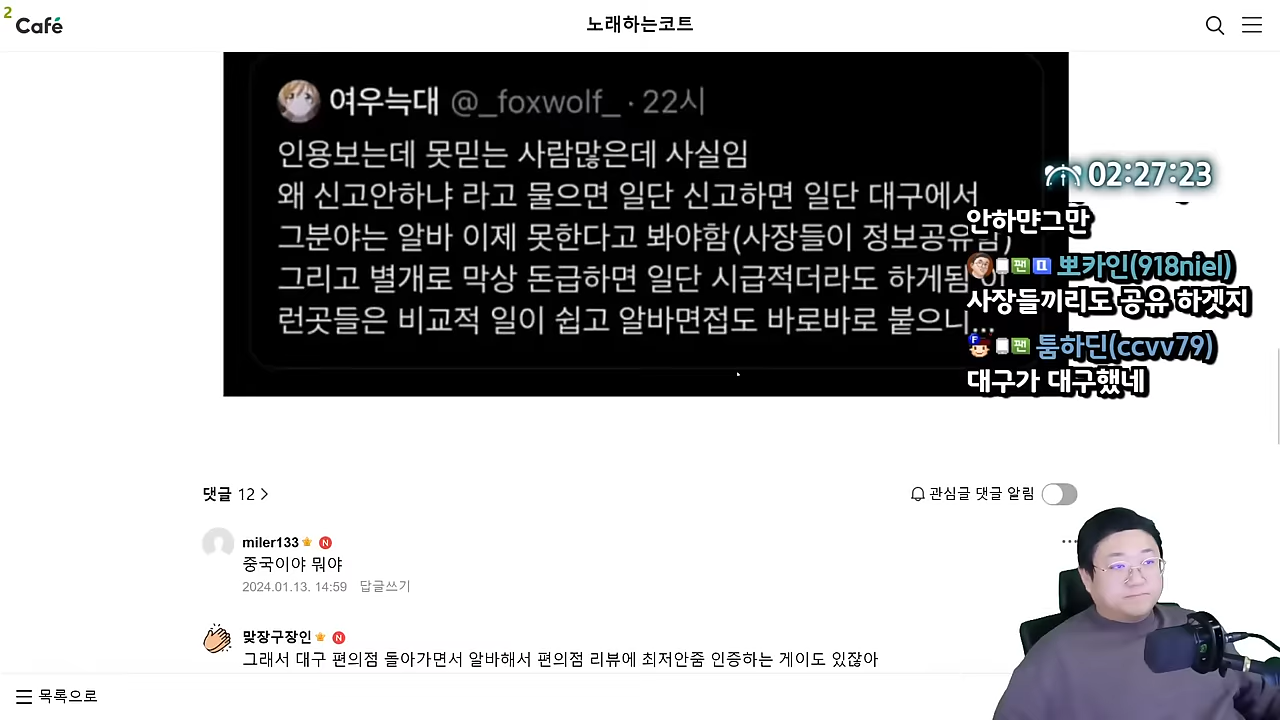 2
Café
노래하는코트
여우늑대 @_foxwolf_ · 22시
인용보는데 못믿는 사람많은데 사실임
왜 신고안하냐 라고 물으면 일단 신고하면 일단 대구에서
그분야는 알바 이제 못한다고 봐야함(사장들이 정보공유함)
그리고 별개로 막상 돈급하면 일단 시급적더라도 하게됨 이
런곳들은 비교적 일이 쉽고 알바면접도 바로바로 붙으니...
02:27:23
안하먄그만
팬 뽀카인(918niel)
사장들끼리도 공유 하겟지
팬 툼하딘(ccvv79)
대구가 대구했네
댓글 12 >
관심글 댓글 알림
miler133 N
중국이야 뭐야
2024.01.13. 14:59 답글쓰기
맞장구장인 N
그래서 대구 편의점 돌아가면서 알바해서 편의점 리뷰에 최저안줌 인증하는 게이도 있잖아
목록으로